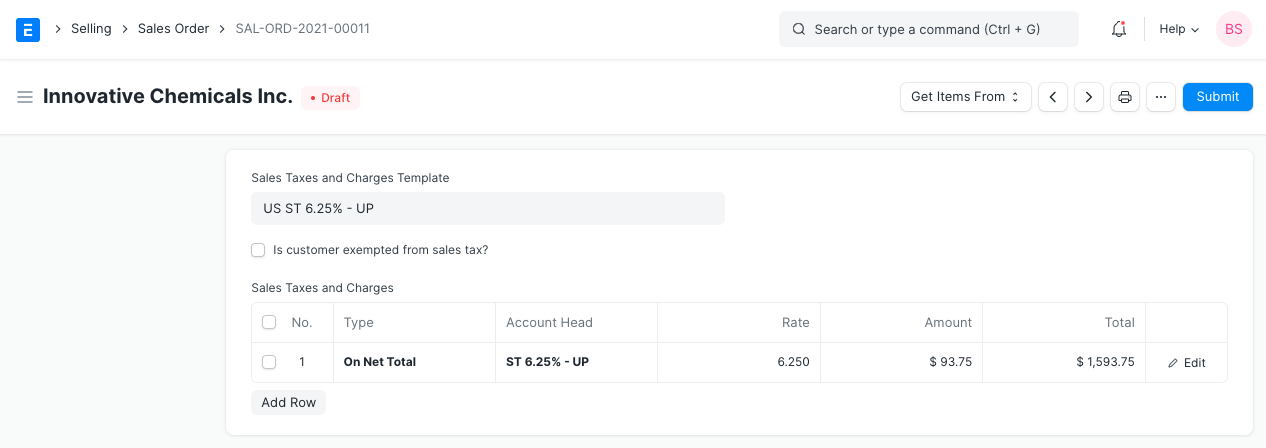 E > Selling > Sales Order > SAL-ORD-2021-00011 Search or type a command (Ctrl + G) Help BS
Innovative Chemicals Inc. • Draft Get Items From < > ... Submit
Sales Taxes and Charges Template
US ST 6.25% - UP
Is customer exempted from sales tax?
Sales Taxes and Charges
No. Type Account Head Rate Amount Total
1 On Net Total ST 6.25% - UP 6.250 $ 93.75 $ 1,593.75 Edit
Add Row